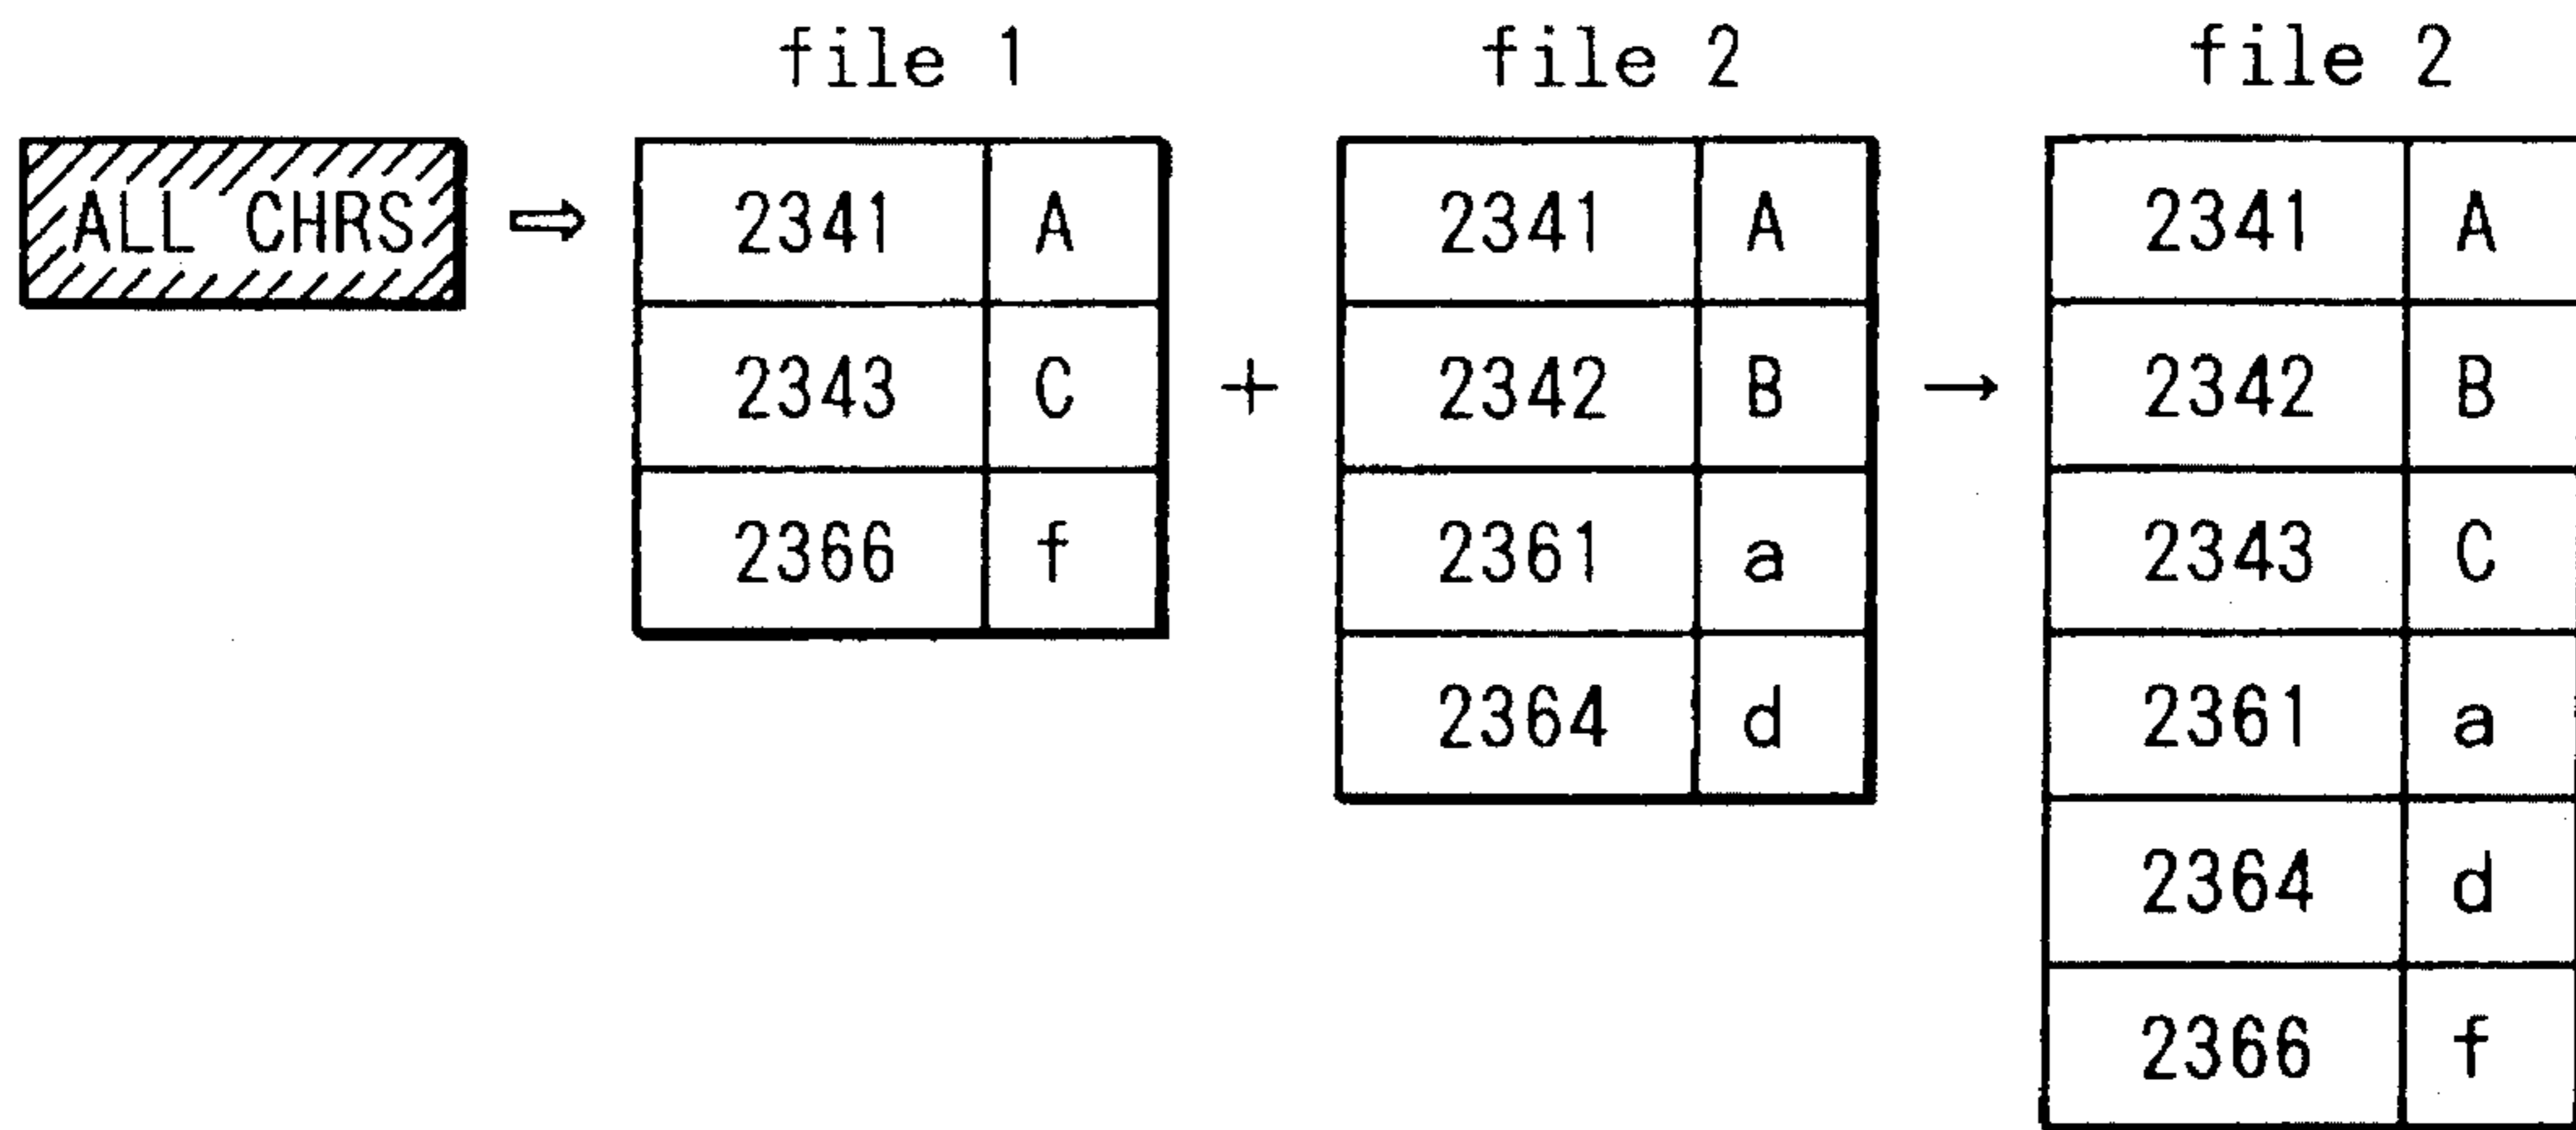 file 1 file 2 file 2
ALL CHRS ⇒ 2341 A 2341 A 2341 A
2343 C + 2342 B → 2342 B
2366 f 2361 a 2343 C
2364 d 2361 a
2364 d
2366 f